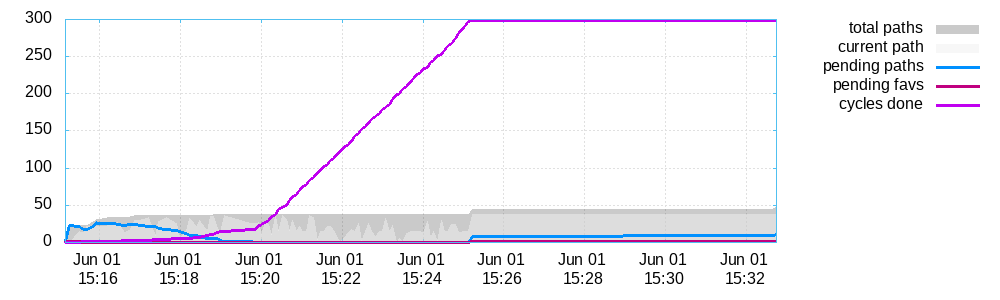 300
250
200
150
100
50
0
Jun 01 Jun 01 Jun 01 Jun 01 Jun 01 Jun 01 Jun 01 Jun 01 Jun 01
15:16 15:18 15:20 15:22 15:24 15:26 15:28 15:30 15:32
total paths
current path
pending paths
pending favs
cycles done